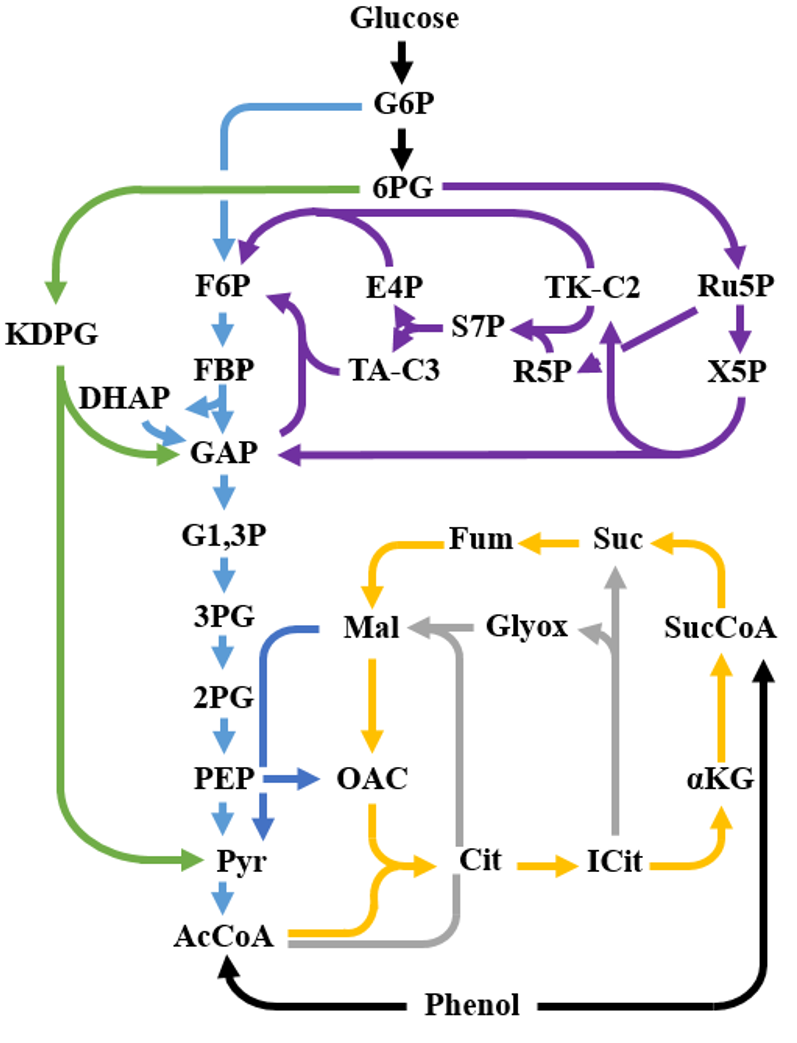 Glucose
G6P
6PG
F6P
E4P
TK-C2
Ru5P
KDPG
S7P
FBP
TA-C3
R5P
X5P
DHAP
GAP
G1,3P
Fum
Suc
3PG
Mal
Glyox
SucCoA
2PG
PEP
OAC
αKG
Pyr
Cit
ICit
AcCoA
Phenol